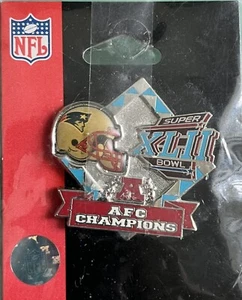 NFL
SUPER
XLII
BOWL
A
AFC
CHAMPIONS